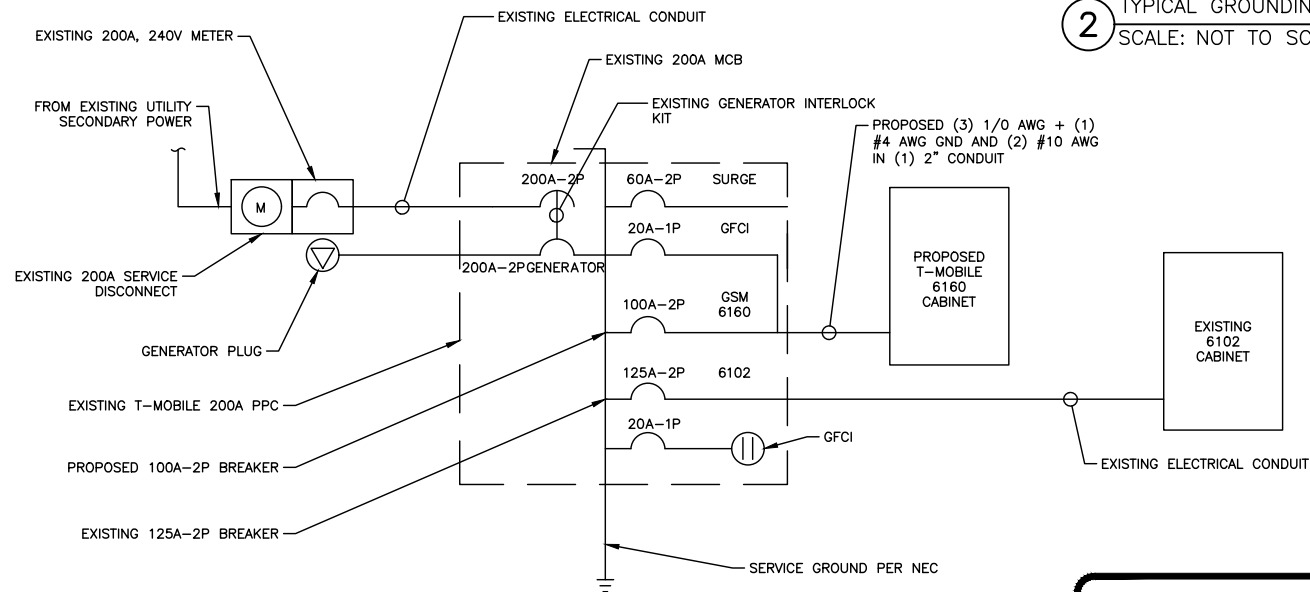 2
TYPICAL GROUNDIN
SCALE: NOT TO SC
EXISTING ELECTRICAL CONDUIT
EXISTING 200A, 240V METER
EXISTING 200A MCB
FROM EXISTING UTILITY
SECONDARY POWER
EXISTING GENERATOR INTERLOCK
KIT
PROPOSED (3) 1/0 AWG + (1)
#4 AWG GND AND (2) #10 AWG
IN (1) 2" CONDUIT
200A-2P
60A-2P
SURGE
M
20A-1P
GFCI
200A-2P
GENERATOR
EXISTING 200A SERVICE
DISCONNECT
PROPOSED
T-MOBILE
6160
CABINET
100A-2P
GSM
6160
EXISTING
6102
CABINET
GENERATOR PLUG
125A-2P
6102
EXISTING T-MOBILE 200A PPC
20A-1P
GFCI
PROPOSED 100A-2P BREAKER
EXISTING ELECTRICAL CONDUIT
EXISTING 125A-2P BREAKER
SERVICE GROUND PER NEC